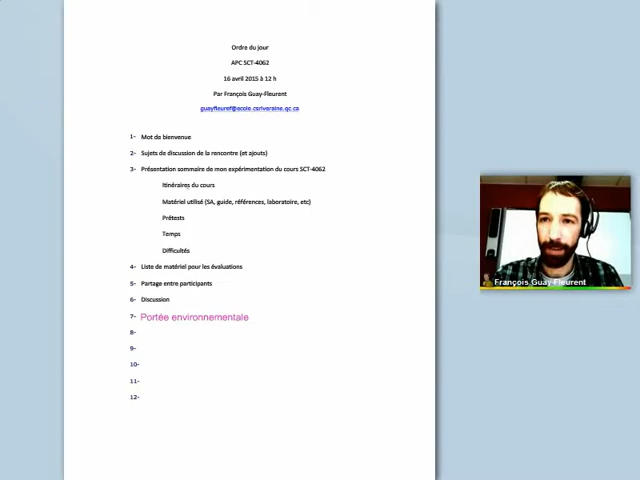 Ordre du jour
APC SCT-4062
16 avril 2015 à 12 h
Par François Guay-Fleurent
guayfleuref@ecole.csriveraine.qc.ca
1- Mot de bienvenue
2- Sujets de discussion de la rencontre (et ajouts)
3- Présentation sommaire de mon expérimentation du cours SCT-4062
Itinéraires du cours
Matériel utilisé (SA, guide, références, laboratoire, etc)
Prétests
Temps
Difficultés
4- Liste de matériel pour les évaluations
5- Partage entre participants
6- Discussion
7- Portée environnementale
8-
9-
10-
11-
12-
François Guay-Fleurent